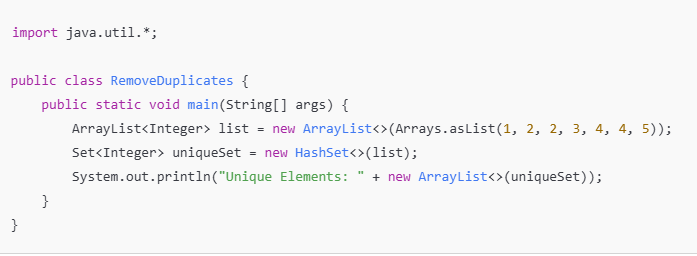 import java.util.*;
public class RemoveDuplicates {
    public static void main(String[] args) {
        ArrayList<Integer> list = new ArrayList<>(Arrays.asList(1, 2, 2, 3, 4, 4, 5));
        Set<Integer> uniqueSet = new HashSet<>(list);
        System.out.println("Unique Elements: " + new ArrayList<>(uniqueSet));
    }
}